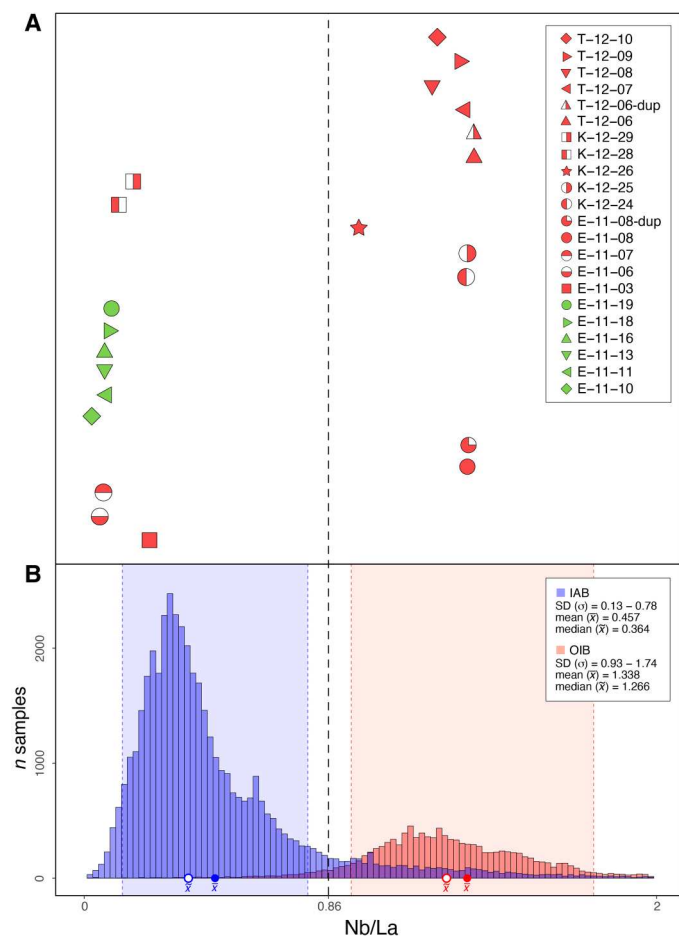 A
T−12−10
T−12−09
T−12−08
T−12−07
T−12−06−dup
T−12−06
K−12−29
K−12−28
K−12−26
K−12−25
K−12−24
E−11−08−dup
E−11−08
E−11−07
E−11−06
E−11−03
E−11−19
E−11−18
E−11−16
E−11−13
E−11−11
E−11−10
B
IAB
SD (σ) = 0.13 − 0.78
mean (x̅) = 0.457
median (x̃) = 0.364
OIB
SD (σ) = 0.93 − 1.74
mean (x̅) = 1.338
median (x̃) = 1.266
n samples
2000
1000
0
x̃ x̅ x̃ x̅
0 0.86 2
Nb/La